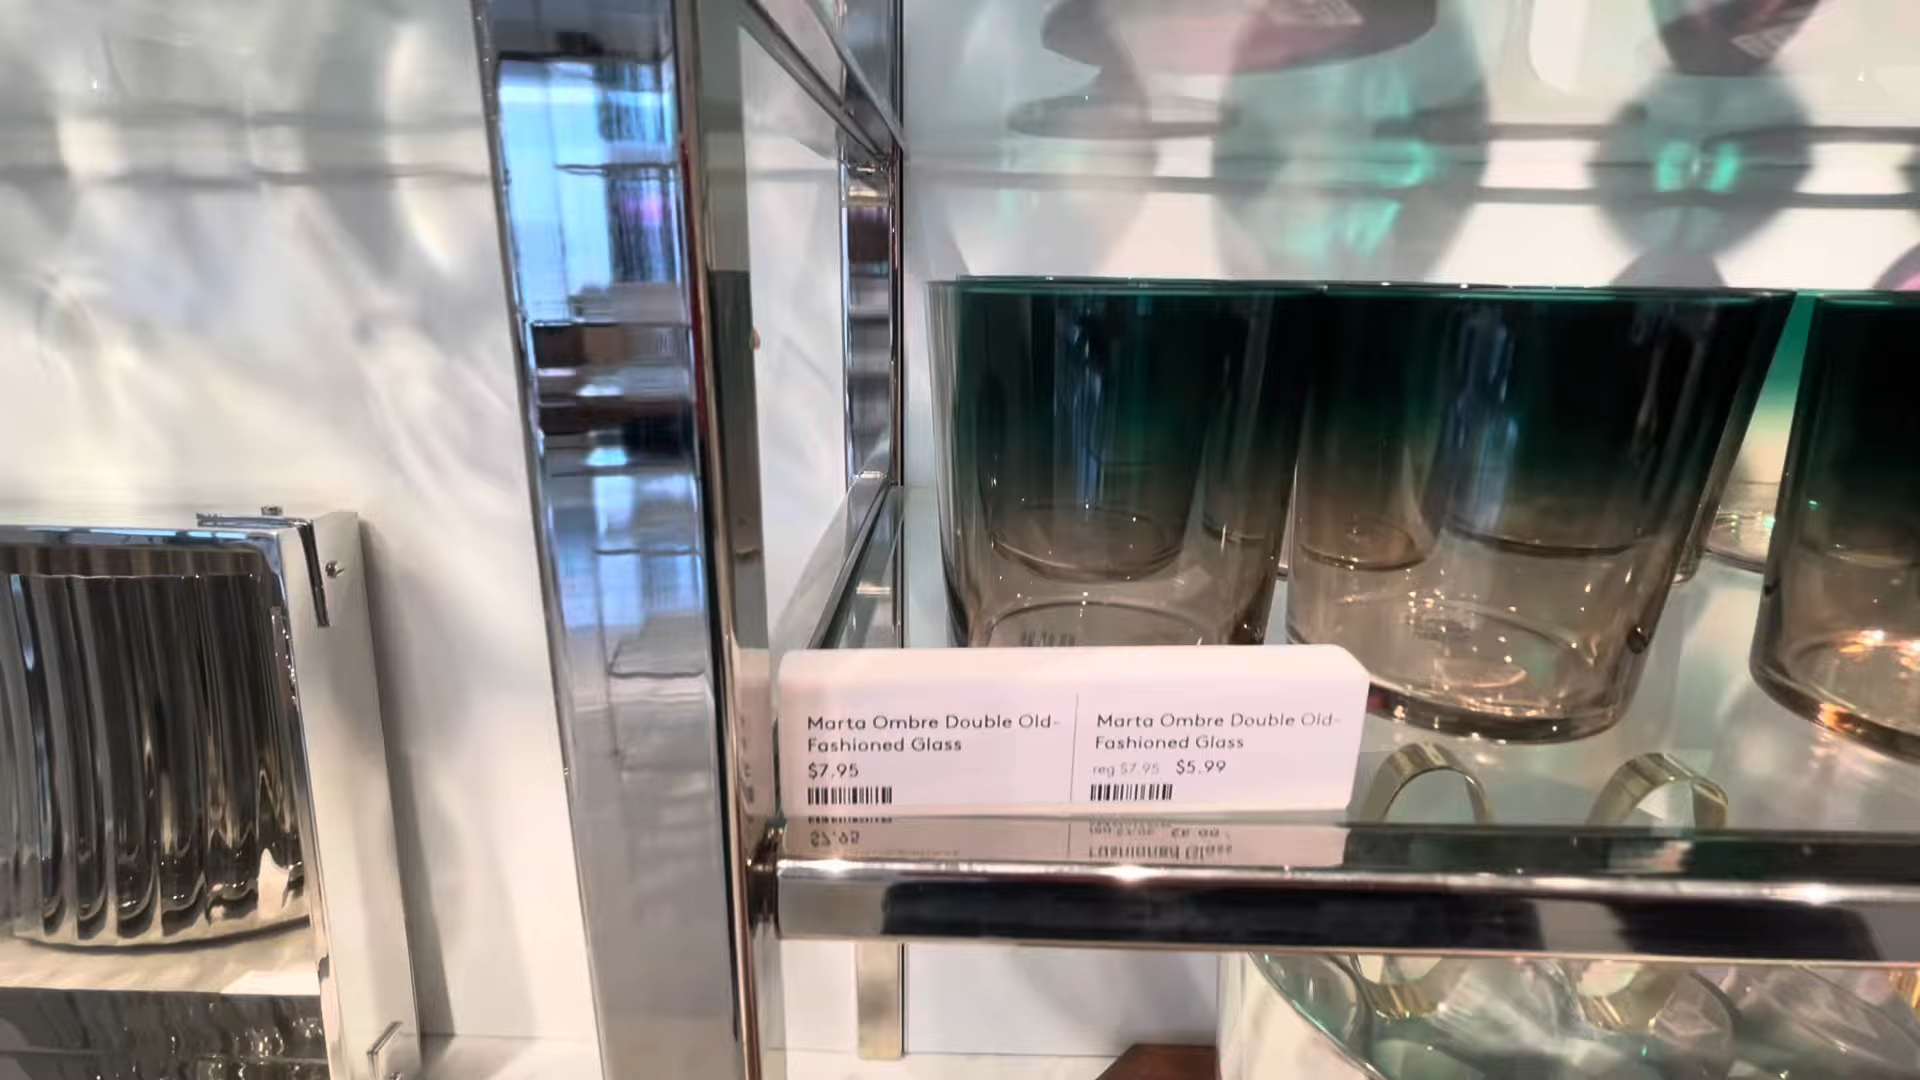 Marta Ombre Double Old-
Fashioned Glass
$7.95
Marta Ombre Double Old-
Fashioned Glass
reg $7.95 $5.99